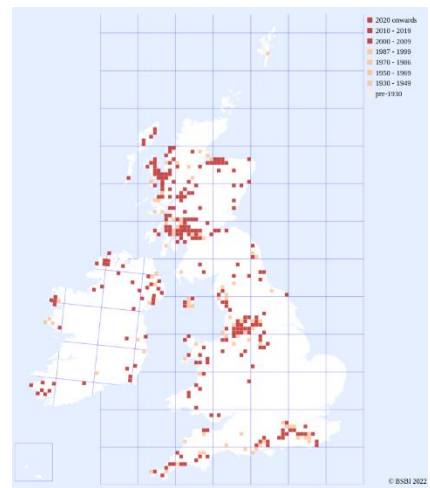 2020 onwards
2010 - 2019
2000 - 2009
1987 - 1999
1970 - 1986
1950 - 1969
1930 - 1949
pre-1930
© BSBI 2022